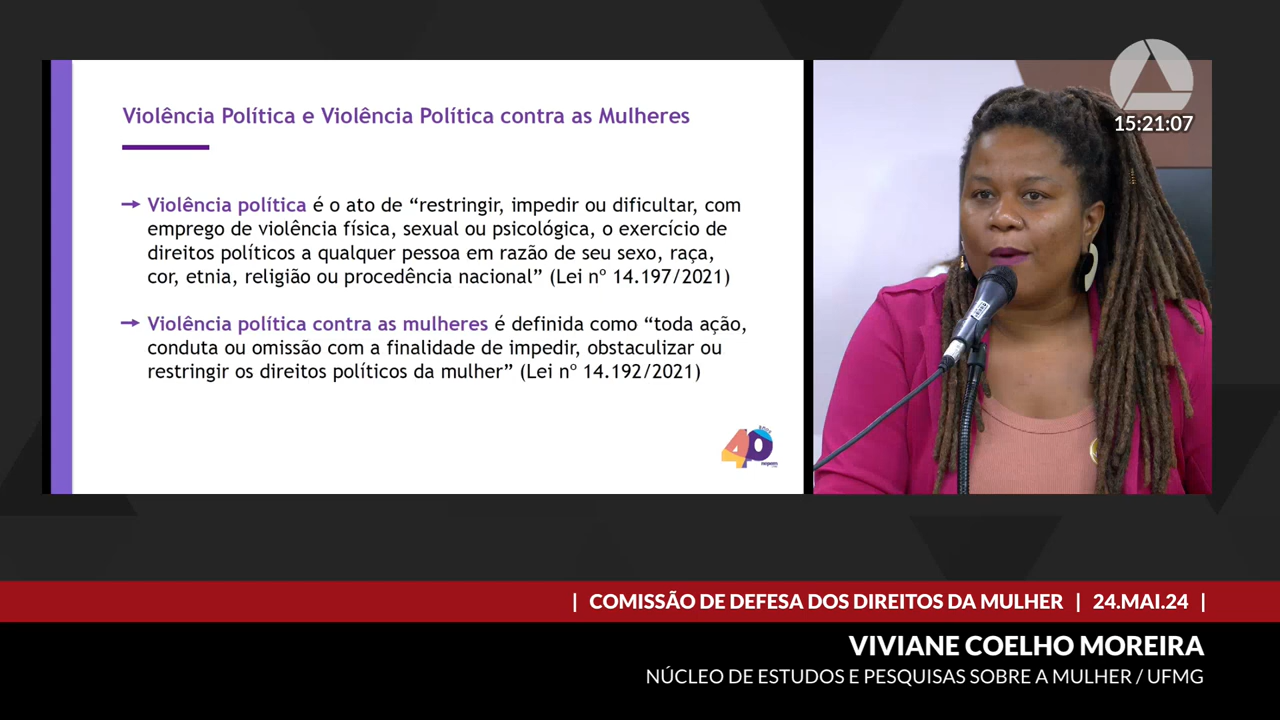 Violência Política e Violência Política contra as Mulheres
→ Violência política é o ato de “restringir, impedir ou dificultar, com
emprego de violência física, sexual ou psicológica, o exercício de
direitos políticos a qualquer pessoa em razão de seu sexo, raça,
cor, etnia, religião ou procedência nacional” (Lei nº 14.197/2021)
→ Violência política contra as mulheres é definida como “toda ação,
conduta ou omissão com a finalidade de impedir, obstaculizar ou
restringir os direitos políticos da mulher” (Lei nº 14.192/2021)
40
15:21:07
| COMISSÃO DE DEFESA DOS DIREITOS DA MULHER | 24.MAI.24 |
VIVIANE COELHO MOREIRA
NÚCLEO DE ESTUDOS E PESQUISAS SOBRE A MULHER / UFMG